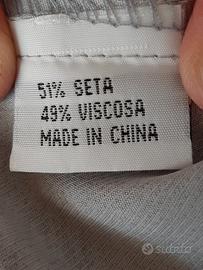 51% SETA
49% VISCOSA
MADE IN CHINA
subito